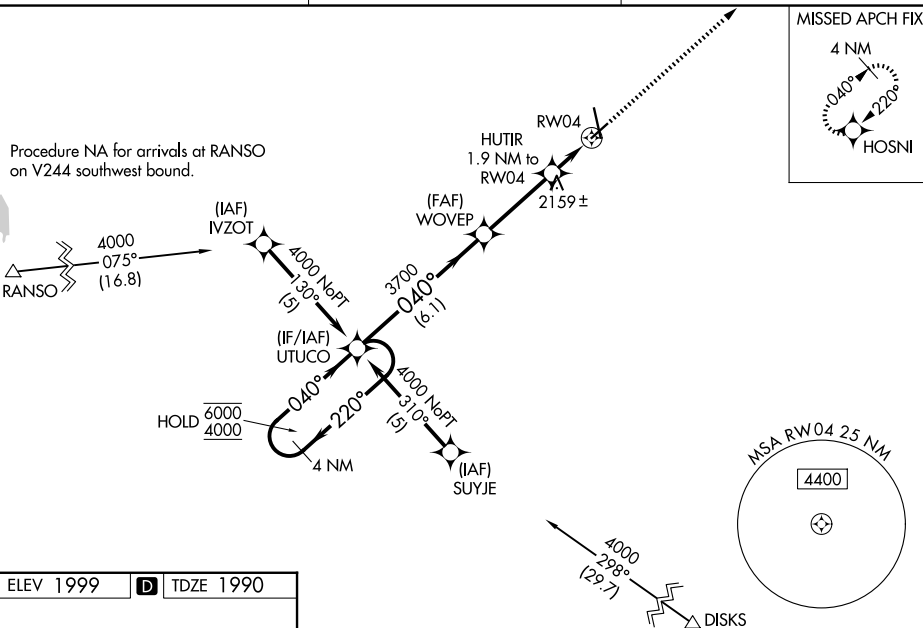 MISSED APCH FIX
4 NM
040°
220°
HOSNI
RW04
HUTIR
1.9 NM to
RW04
2159 ±
Procedure NA for arrivals at RANSO
on V244 southwest bound.
(IAF)
IVZOT
(FAF)
WOVEP
4000
075°
(16.8)
RANSO
4000 NoPT
130°
(5)
3700
040°
(6.1)
(IF/IAF)
UTUCO
040°
220°
4000 NoPT
310°
(5)
HOLD
6000
4000
4 NM
(IAF)
SUYJE
MSA RW04 25 NM
4400
4000
298°
(29.7)
DISKS
ELEV 1999
D
TDZE 1990